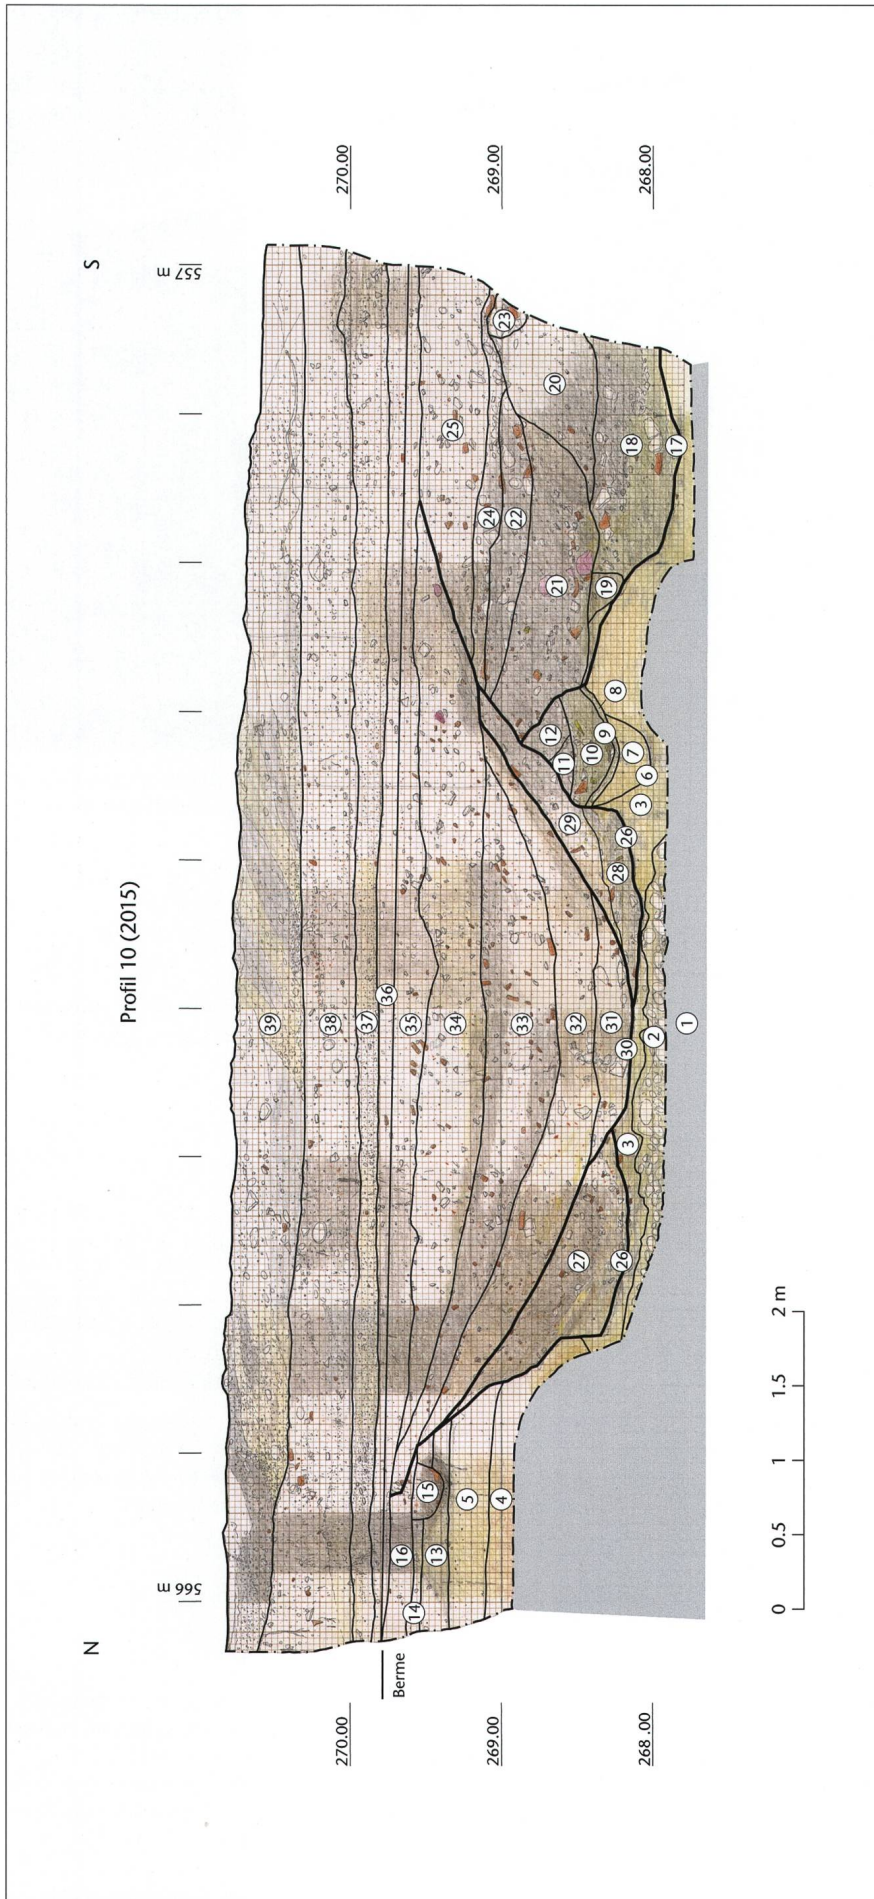 N S
Profil 10 (2015)
566 m 557 m
39
270.00 38 270.00
37
Berme 36
16 35
14 13 15 34 25
5 24
269.00 4 33 22 23 269.00
12
27 32 29 11 21 20
10
31 9 19
26 3 30 28 26 3 6 7 8 18
268.00 2 17 268.00
1
0 0.5 1 1.5 2 m